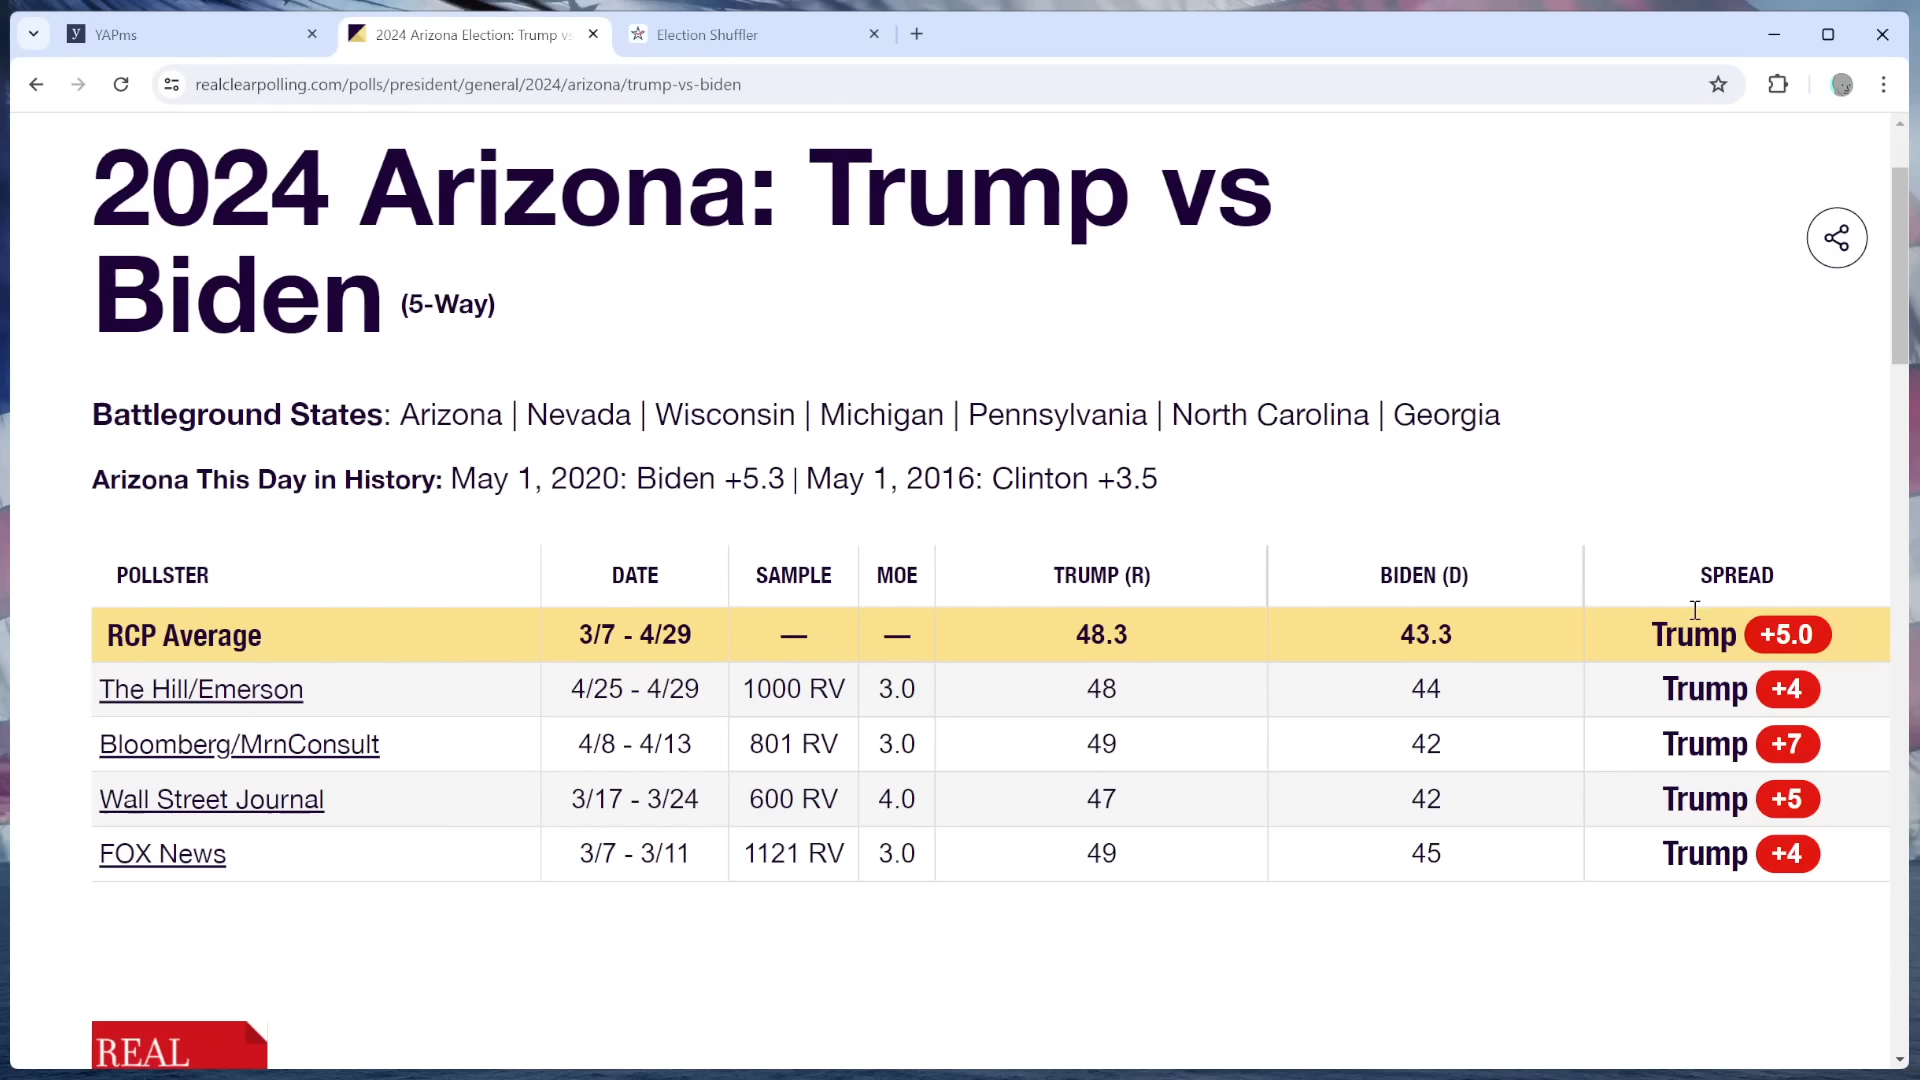 YAPms
2024 Arizona Election: Trump vs
Election Shuffler
realclearpolling.com/polls/president/general/2024/arizona/trump-vs-biden
2024 Arizona: Trump vs
Biden (5-Way)
Battleground States: Arizona | Nevada | Wisconsin | Michigan | Pennsylvania | North Carolina | Georgia
Arizona This Day in History: May 1, 2020: Biden +5.3 | May 1, 2016: Clinton +3.5
POLLSTER DATE SAMPLE MOE TRUMP (R) BIDEN (D) SPREAD
RCP Average 3/7 - 4/29 — — 48.3 43.3 Trump +5.0
The Hill/Emerson 4/25 - 4/29 1000 RV 3.0 48 44 Trump +4
Bloomberg/MrnConsult 4/8 - 4/13 801 RV 3.0 49 42 Trump +7
Wall Street Journal 3/17 - 3/24 600 RV 4.0 47 42 Trump +5
FOX News 3/7 - 3/11 1121 RV 3.0 49 45 Trump +4
REAL